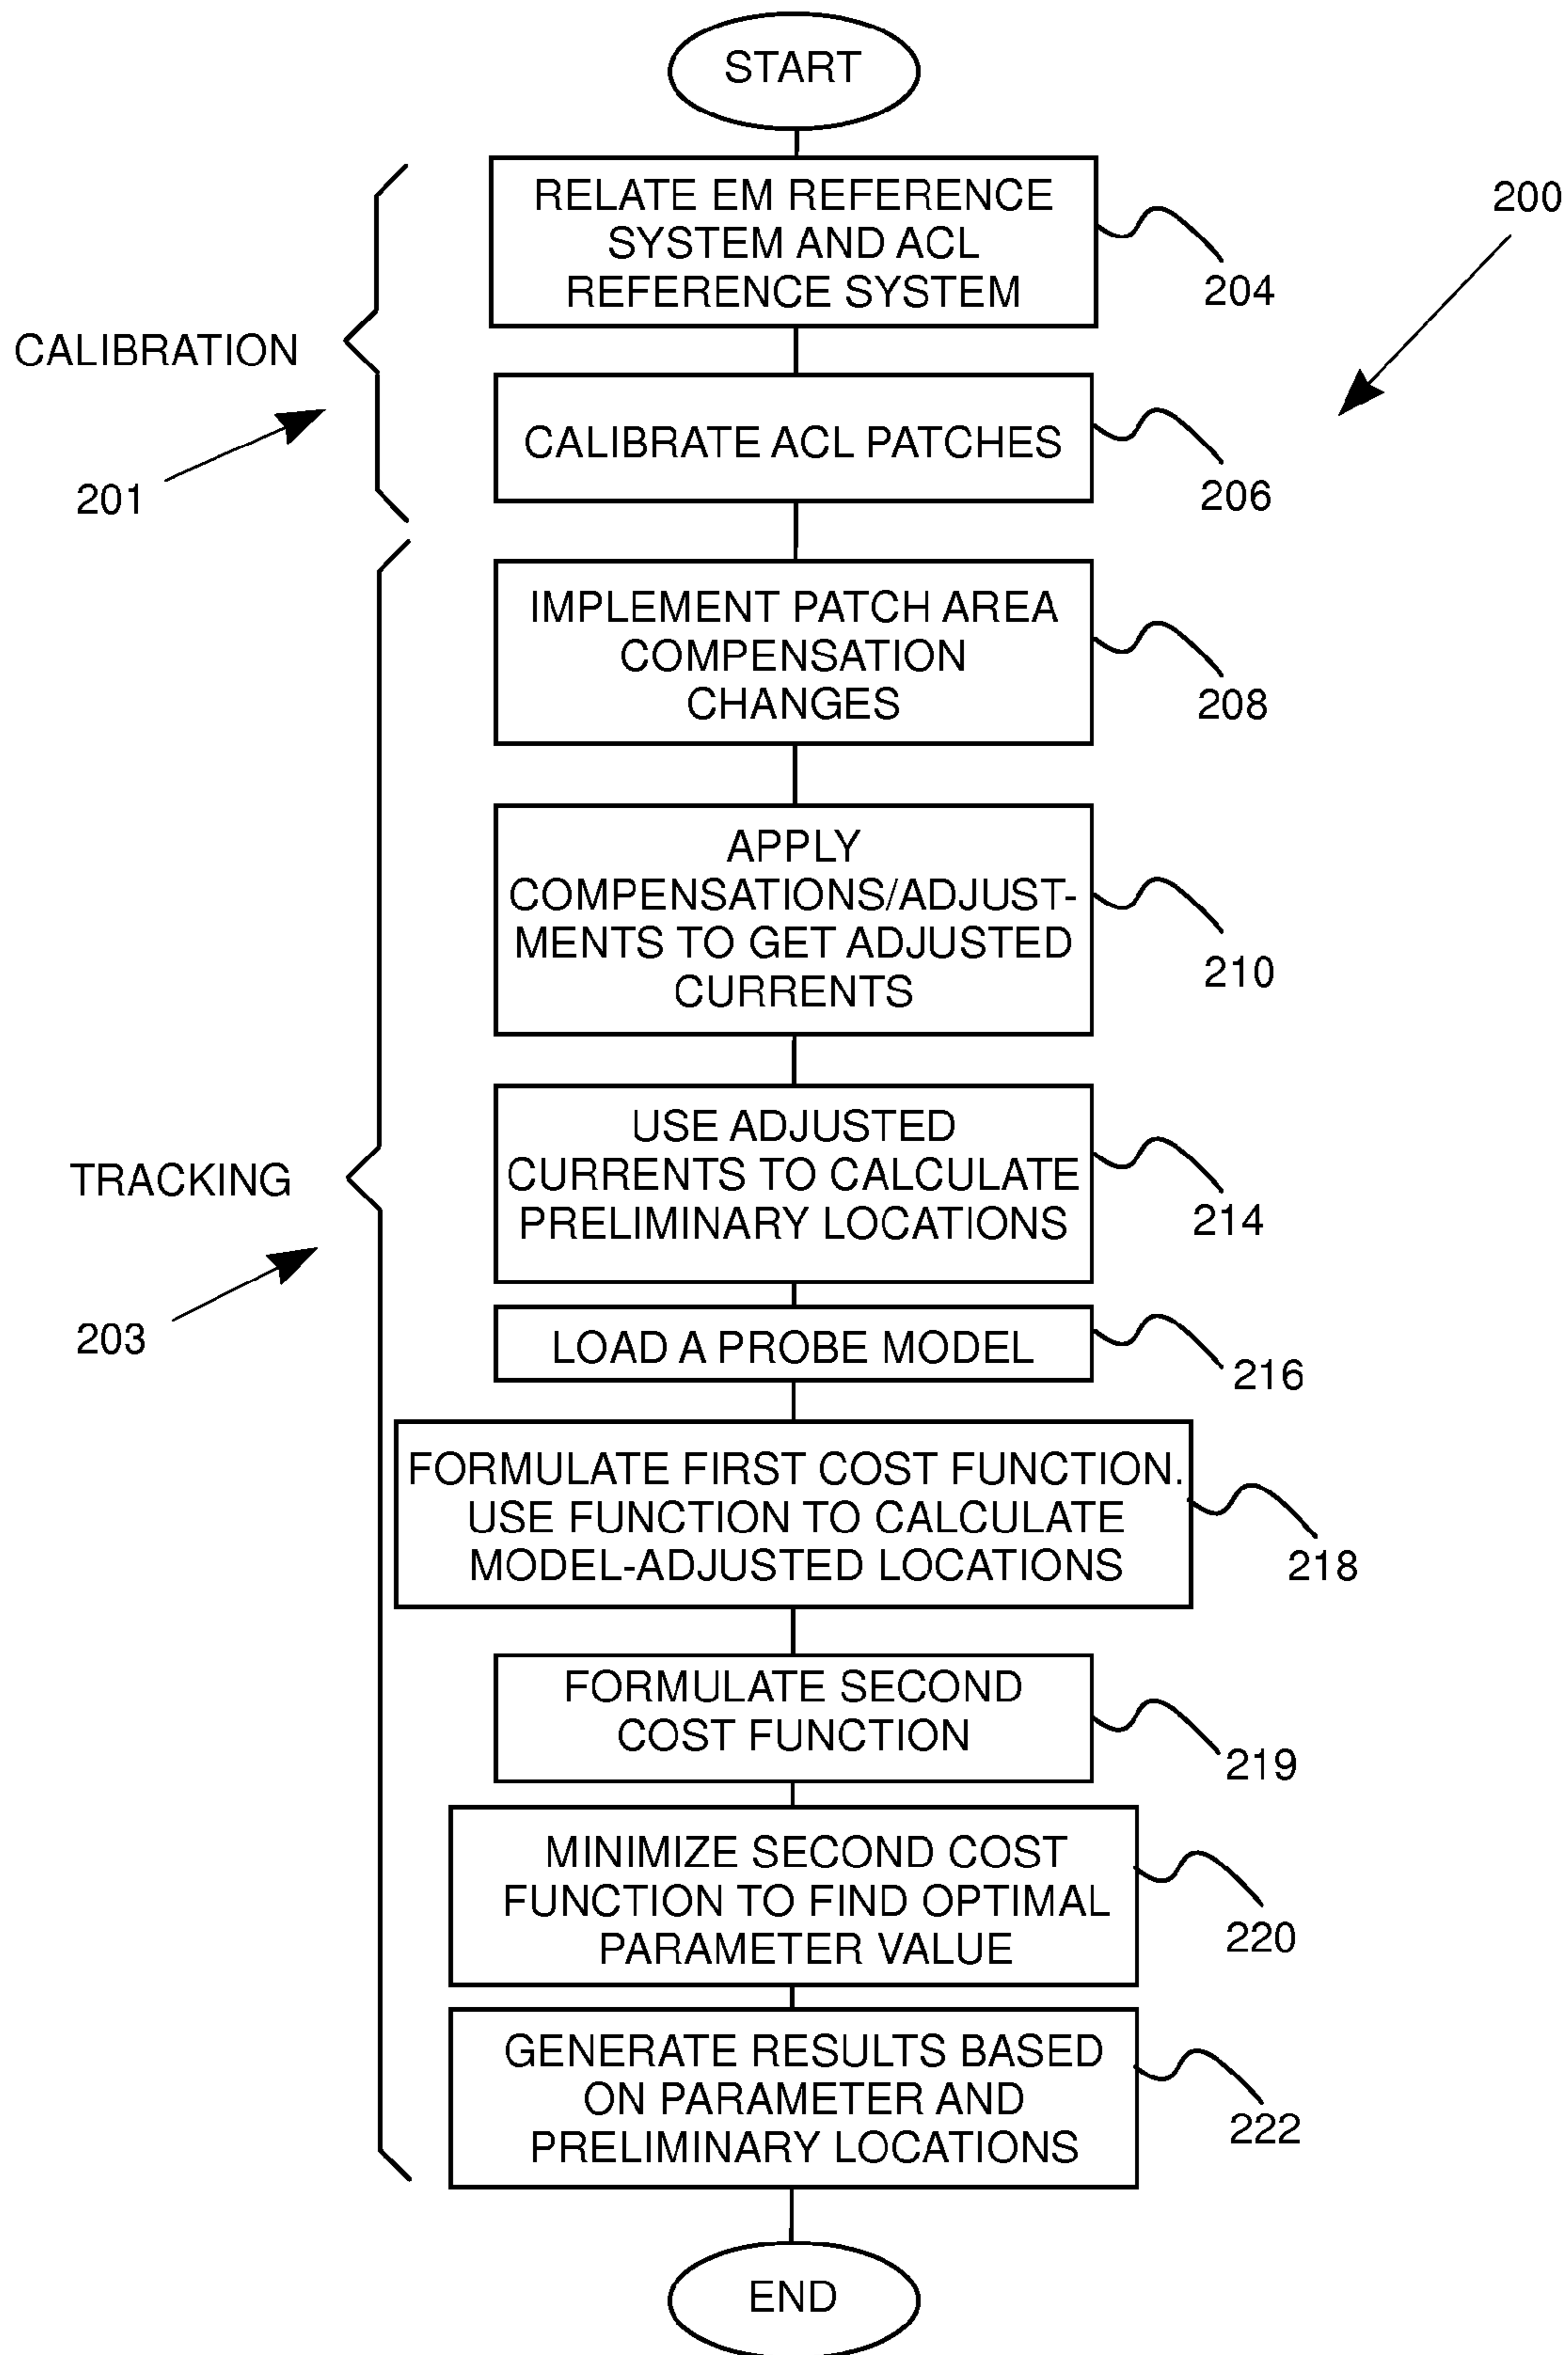 START
RELATE EM REFERENCE
SYSTEM AND ACL
REFERENCE SYSTEM
200
204
CALIBRATION
201
CALIBRATE ACL PATCHES
206
IMPLEMENT PATCH AREA
COMPENSATION
CHANGES
208
APPLY
COMPENSATIONS/ADJUST-
MENTS TO GET ADJUSTED
CURRENTS
210
USE ADJUSTED
CURRENTS TO CALCULATE
PRELIMINARY LOCATIONS
214
TRACKING
203
LOAD A PROBE MODEL
216
FORMULATE FIRST COST FUNCTION.
USE FUNCTION TO CALCULATE
MODEL-ADJUSTED LOCATIONS
218
FORMULATE SECOND
COST FUNCTION
219
MINIMIZE SECOND COST
FUNCTION TO FIND OPTIMAL
PARAMETER VALUE
220
GENERATE RESULTS BASED
ON PARAMETER AND
PRELIMINARY LOCATIONS
222
END